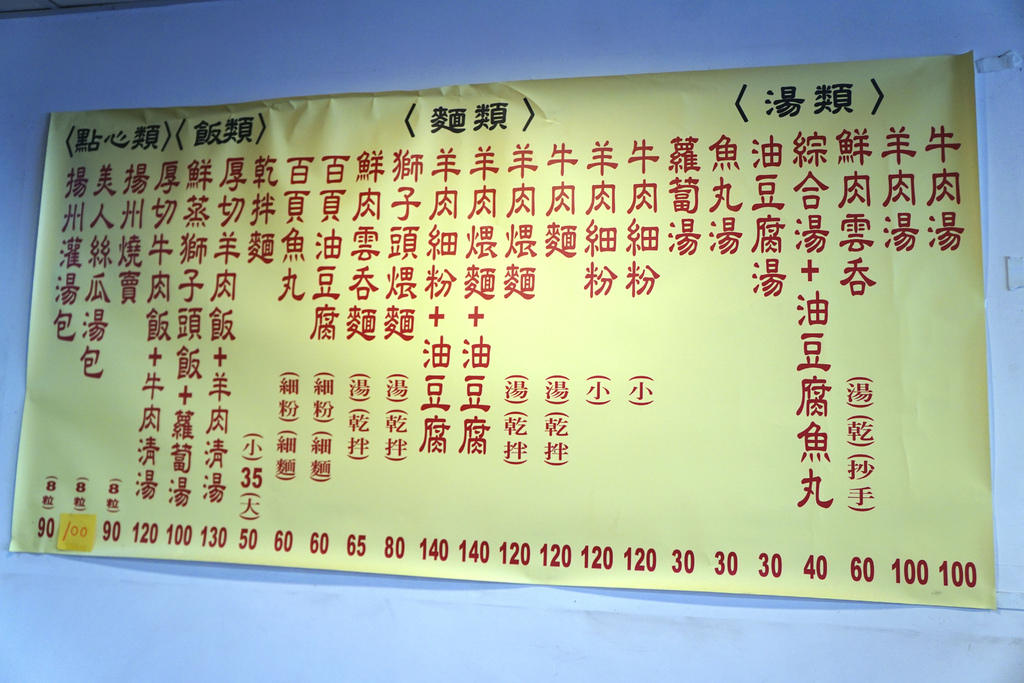 〈湯類〉
牛肉湯 100
羊肉湯 100
鮮肉雲吞 (湯)(乾)(抄手) 60
綜合湯+油豆腐魚丸 40
油豆腐湯 30
魚丸湯 30
蘿蔔湯 30
〈麵類〉
牛肉細粉 (小) 120
羊肉細粉 (小) 120
牛肉麵 (湯)(乾拌) 120
羊肉煨麵 (湯)(乾拌) 120
羊肉煨麵+油豆腐 140
羊肉細粉+油豆腐 140
獅子頭煨麵 (湯)(乾拌) 80
鮮肉雲吞麵 (湯)(乾拌) 65
百頁油豆腐 (細粉)(細麵) 60
百頁魚丸 (細粉)(細麵) 60
乾拌麵 (小)35(大) 50
〈飯類〉
厚切羊肉飯+羊肉清湯 130
鮮蒸獅子頭飯+蘿蔔湯 100
厚切牛肉飯+牛肉清湯 120
〈點心類〉
揚州燒賣 (8粒) 90
美人絲瓜湯包 (8粒) 100
揚州灌湯包 (8粒) 90